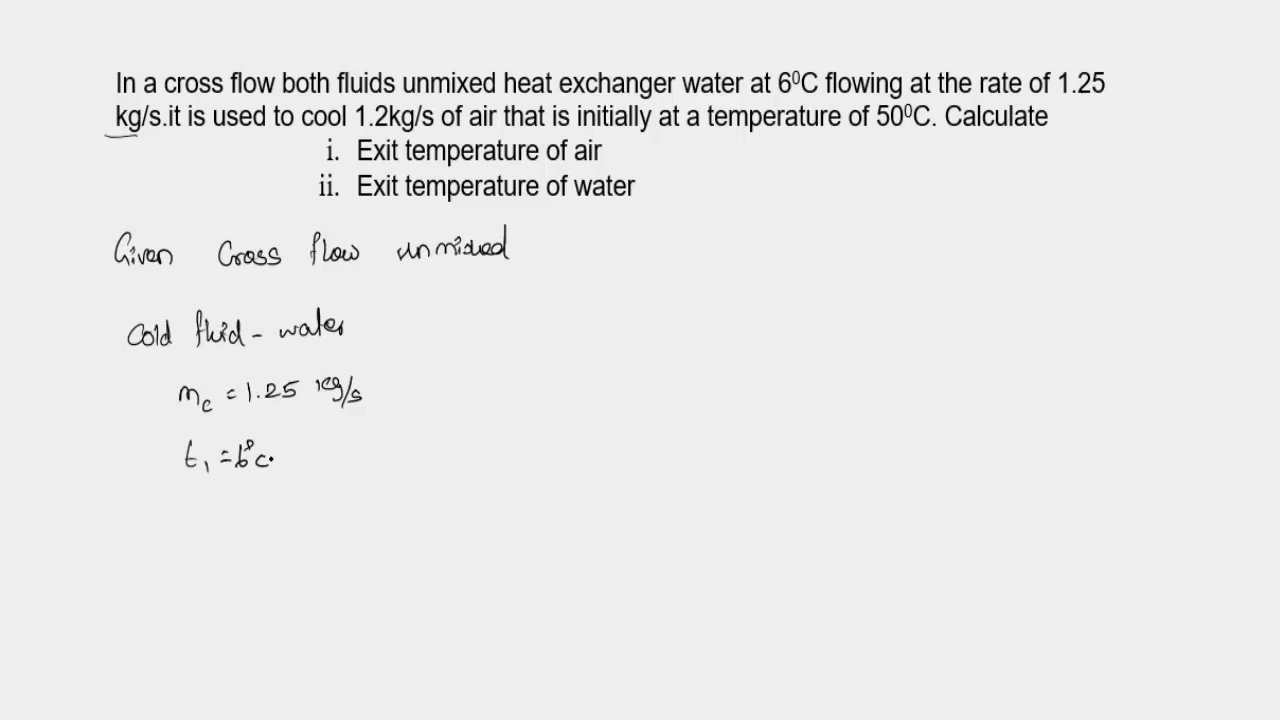 In a cross flow both fluids unmixed heat exchanger water at 6⁰C flowing at the rate of 1.25
kg/s.it is used to cool 1.2kg/s of air that is initially at a temperature of 50⁰C. Calculate
i. Exit temperature of air
ii. Exit temperature of water
Given Cross flow unmixed
Cold fluid - water
m_c = 1.25 kg/s
t_1 = 6°C.